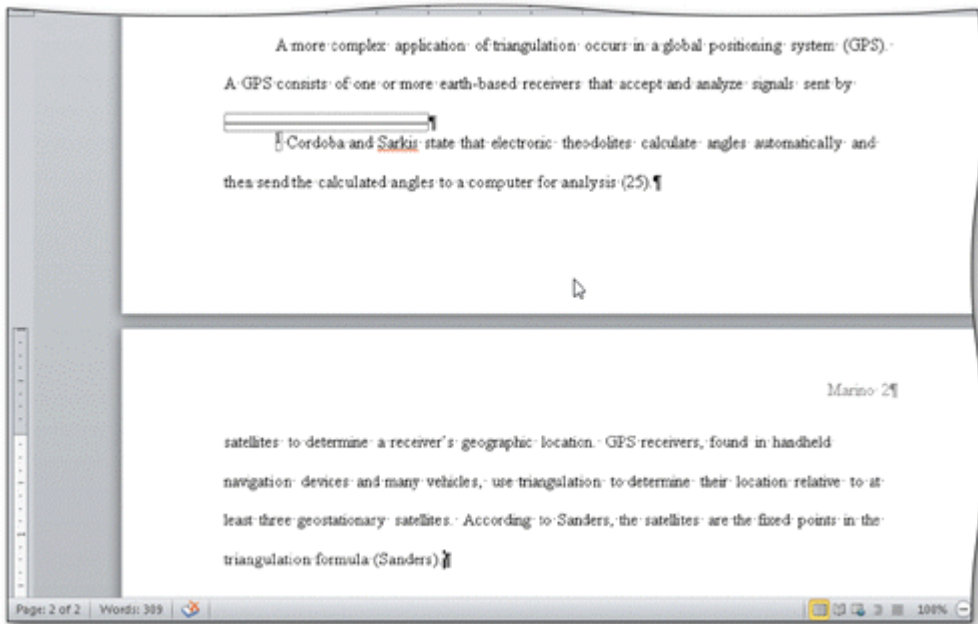 A more complex application of triangulation occurs in a global positioning system (GPS).
A GPS consists of one or more earth-based receivers that accept and analyze signals sent by
¶
1 Cordoba and Sarkis state that electronic theodolites calculate angles automatically and
then send the calculated angles to a computer for analysis (25).¶
Marino 2¶
satellites to determine a receiver's geographic location. GPS receivers, found in handheld
navigation devices and many vehicles, use triangulation to determine their location relative to at
least three geostationary satellites. According to Sanders, the satellites are the fixed points in the
triangulation formula (Sanders).¶
Page: 2 of 2 Words: 309 100%